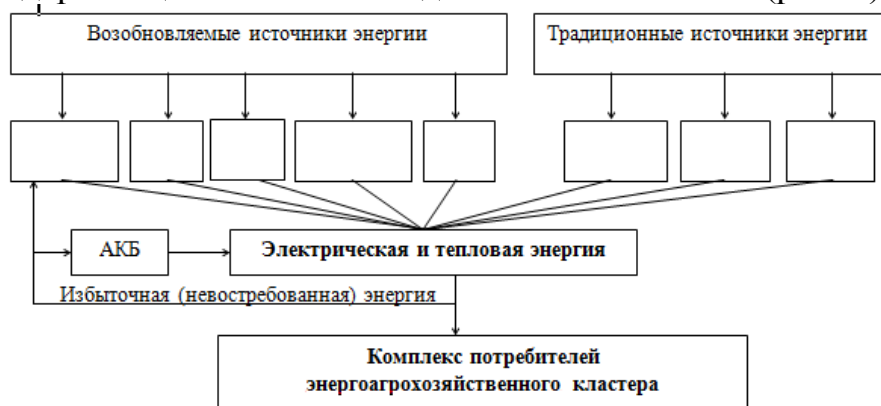 Возобновляемые источники энергии
Традиционные источники энергии
АКБ
Электрическая и тепловая энергия
Избыточная (невостребованная) энергия
Комплекс потребителей
энергоагрохозяйственного кластера